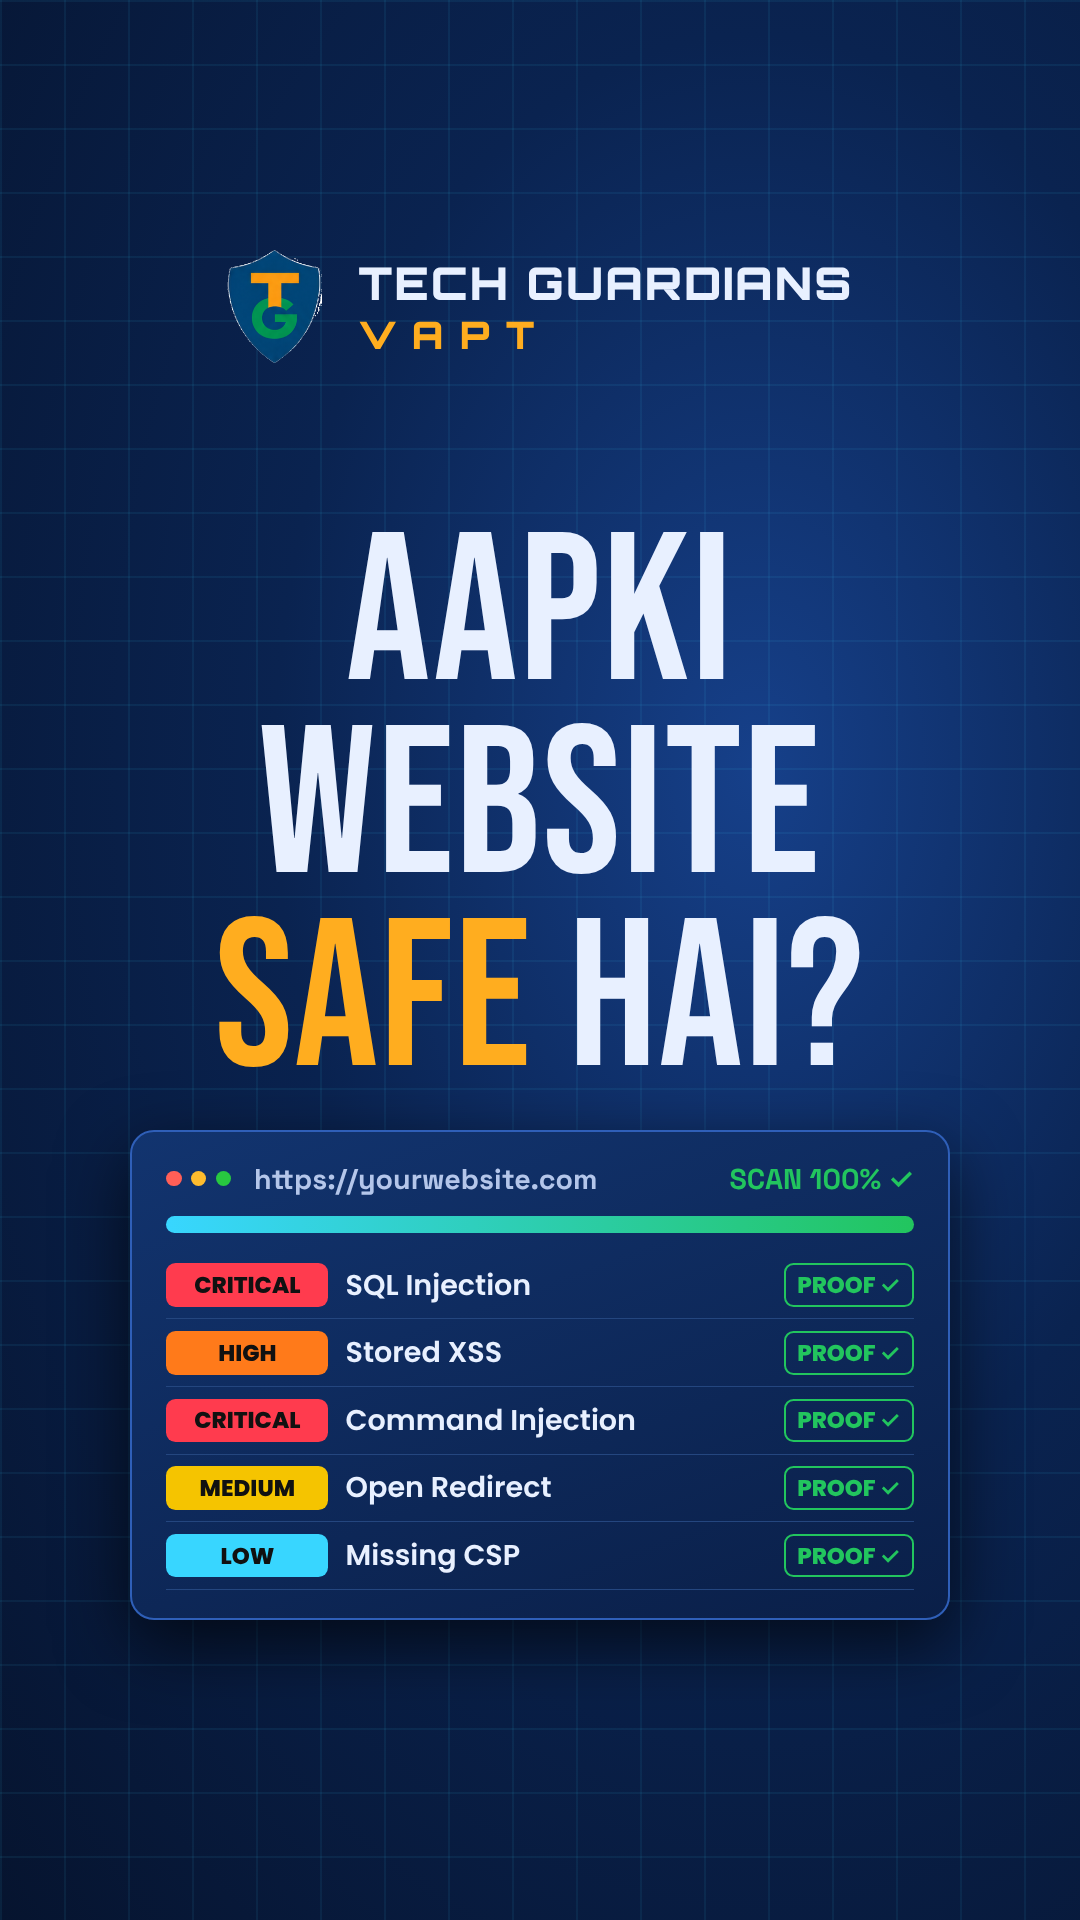 TG
TECH GUARDIANS
VAPT
AAPKI
WEBSITE
SAFE HAI?
https://yourwebsite.com SCAN 100% ✓
CRITICAL SQL Injection PROOF ✓
HIGH Stored XSS PROOF ✓
CRITICAL Command Injection PROOF ✓
MEDIUM Open Redirect PROOF ✓
LOW Missing CSP PROOF ✓